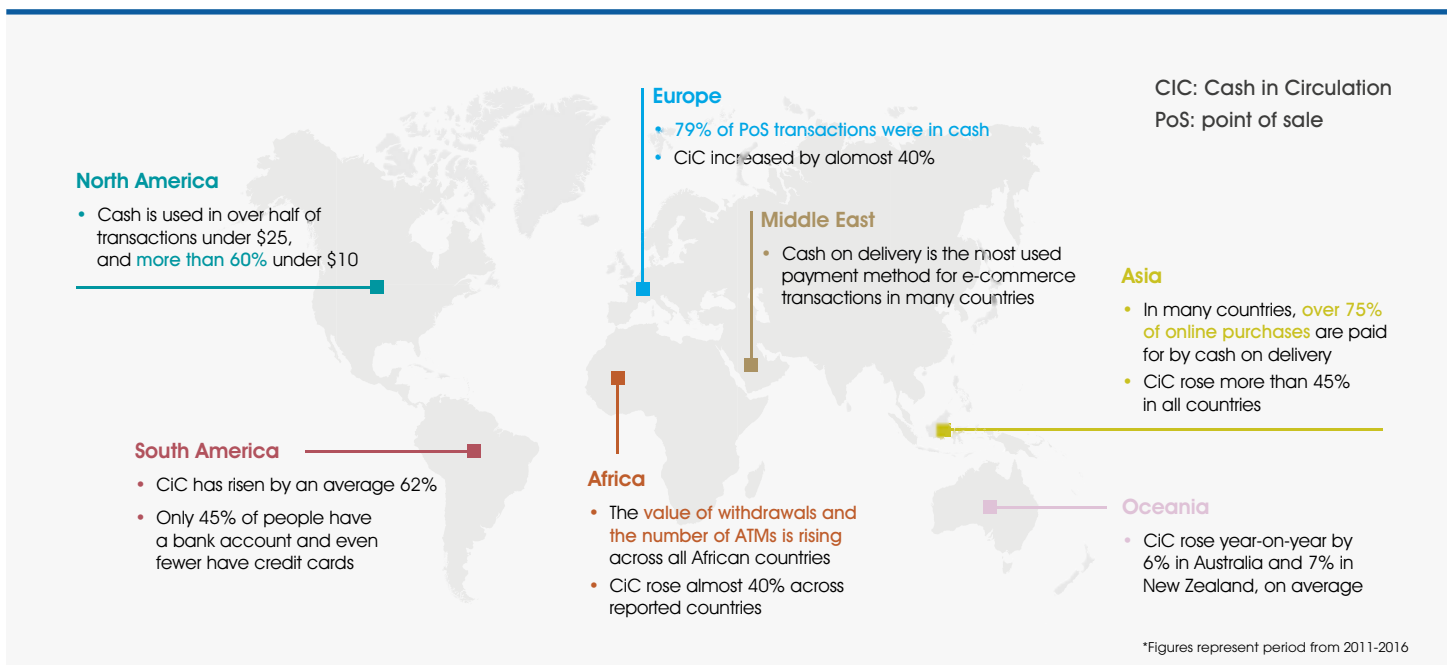 CIC: Cash in Circulation
PoS: point of sale
Europe
• 79% of PoS transactions were in cash
• CiC increased by alomost 40%
North America
• Cash is used in over half of
transactions under $25,
and more than 60% under $10
Middle East
• Cash on delivery is the most used
payment method for e-commerce
transactions in many countries
Asia
• In many countries, over 75%
of online purchases are paid
for by cash on delivery
• CiC rose more than 45%
in all countries
South America
• CiC has risen by an average 62%
• Only 45% of people have
a bank account and even
fewer have credit cards
Africa
• The value of withdrawals and
the number of ATMs is rising
across all African countries
• CiC rose almost 40% across
reported countries
Oceania
• CiC rose year-on-year by
6% in Australia and 7% in
New Zealand, on average
*Figures represent period from 2011-2016